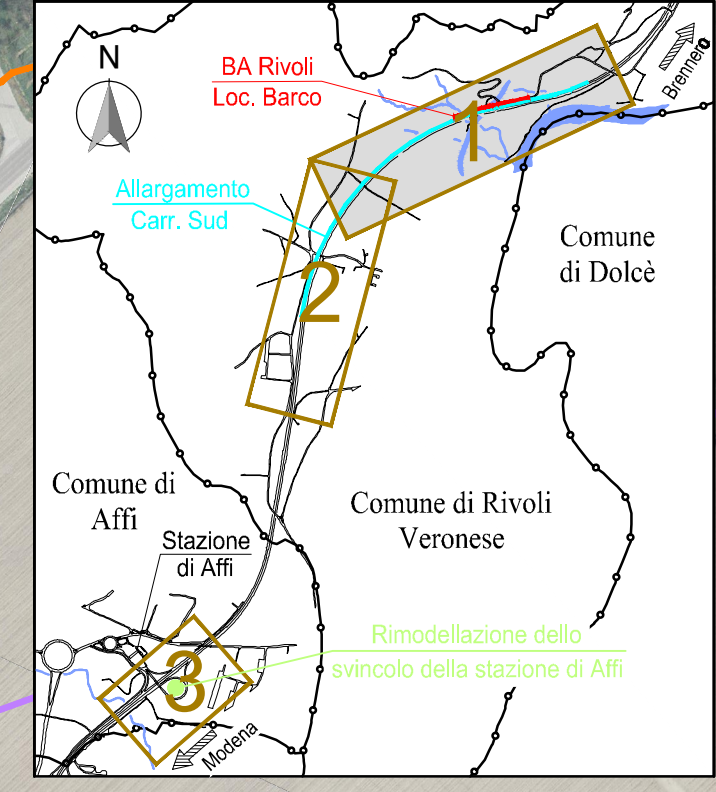 N
BA Rivoli
Loc. Barco
Brennero
1
Allargamento
Carr. Sud
Comune
di Dolcè
2
Comune di
Affi
Comune di Rivoli
Veronese
Stazione
di Affi
Rimodellazione dello
svincolo della stazione di Affi
3
Modena